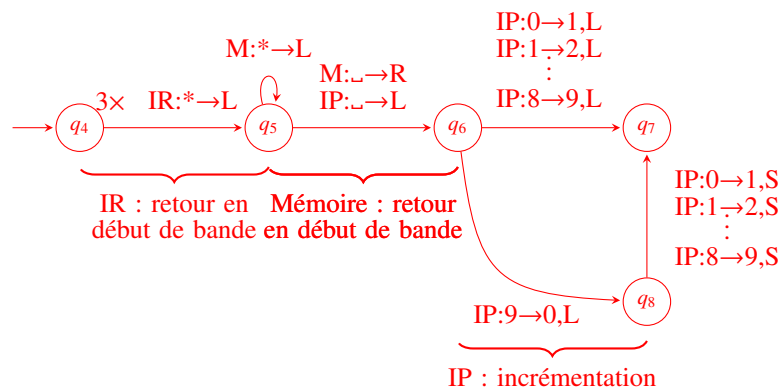 IP:0→1,L
IP:1→2,L
⋮
IP:8→9,L
M:*→L
M:␣→R
IP:␣→L
3×
IR:*→L
q4
q5
q6
q7
IR : retour en
début de bande
Mémoire : retour
en début de bande
IP:0→1,S
IP:1→2,S
⋮
IP:8→9,S
q8
IP:9→0,L
IP : incrémentation